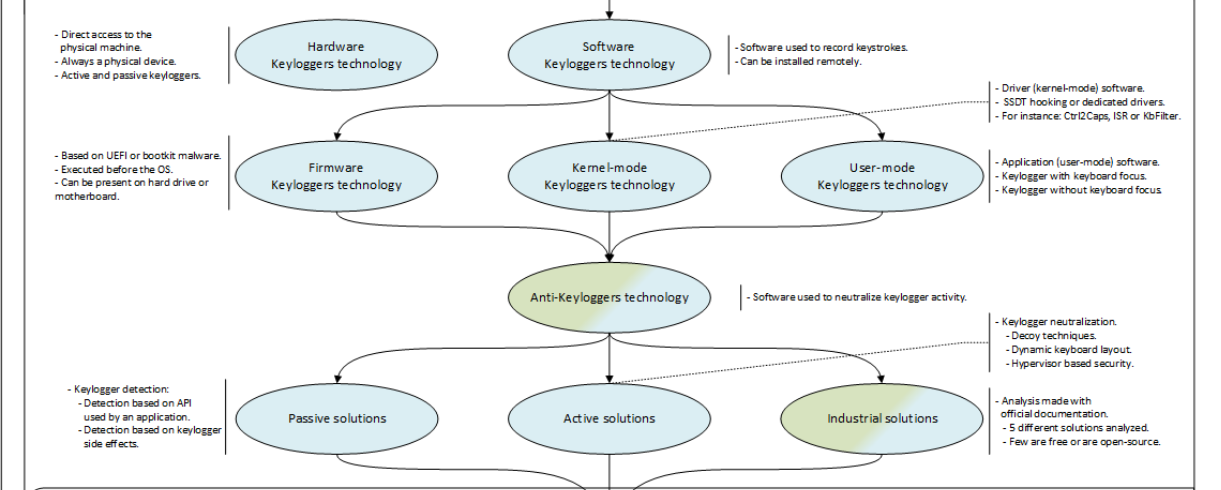 - Direct access to the
physical machine.
- Always a physical device.
- Active and passive keyloggers.
Hardware
Keyloggers technology
Software
Keyloggers technology
- Software used to record keystrokes.
- Can be installed remotely.
- Driver (kernel-mode) software.
- SSDT hooking or dedicated drivers.
- For instance: Ctrl2Caps, ISR or KbFilter.
- Based on UEFI or bootkit malware.
- Executed before the OS.
- Can be present on hard drive or
motherboard.
Firmware
Keyloggers technology
Kernel-mode
Keyloggers technology
User-mode
Keyloggers technology
- Application (user-mode) software.
- Keylogger with keyboard focus.
- Keylogger without keyboard focus.
Anti-Keyloggers technology
- Software used to neutralize keylogger activity.
- Keylogger neutralization.
- Decoy techniques.
- Dynamic keyboard layout.
- Hypervisor based security.
- Keylogger detection:
- Detection based on API
used by an application.
- Detection based on keylogger
side effects.
Passive solutions
Active solutions
Industrial solutions
- Analysis made with
official documentation.
- 5 different solutions analyzed.
- Few are free or are open-source.